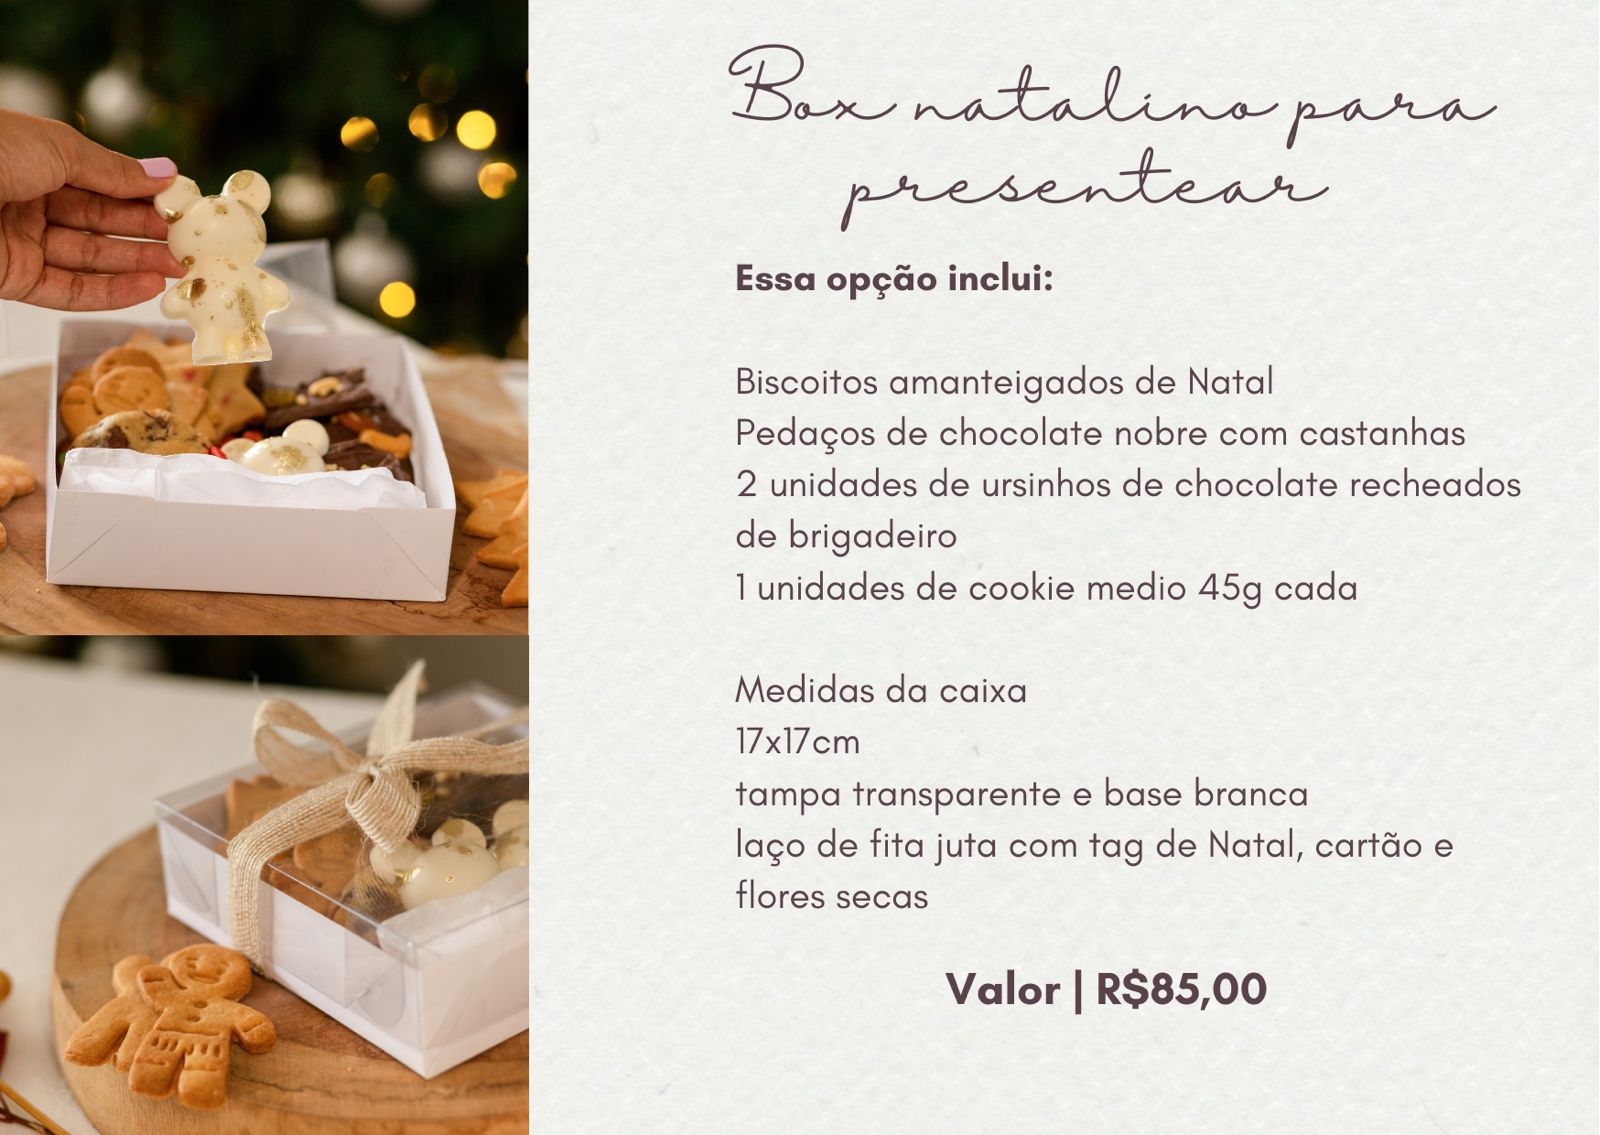 Box natalino para
presentear
Essa opção inclui:
Biscoitos amanteigados de Natal
Pedaços de chocolate nobre com castanhas
2 unidades de ursinhos de chocolate recheados
de brigadeiro
1 unidades de cookie medio 45g cada
Medidas da caixa
17x17cm
tampa transparente e base branca
laço de fita juta com tag de Natal, cartão e
flores secas
Valor | R$85,00